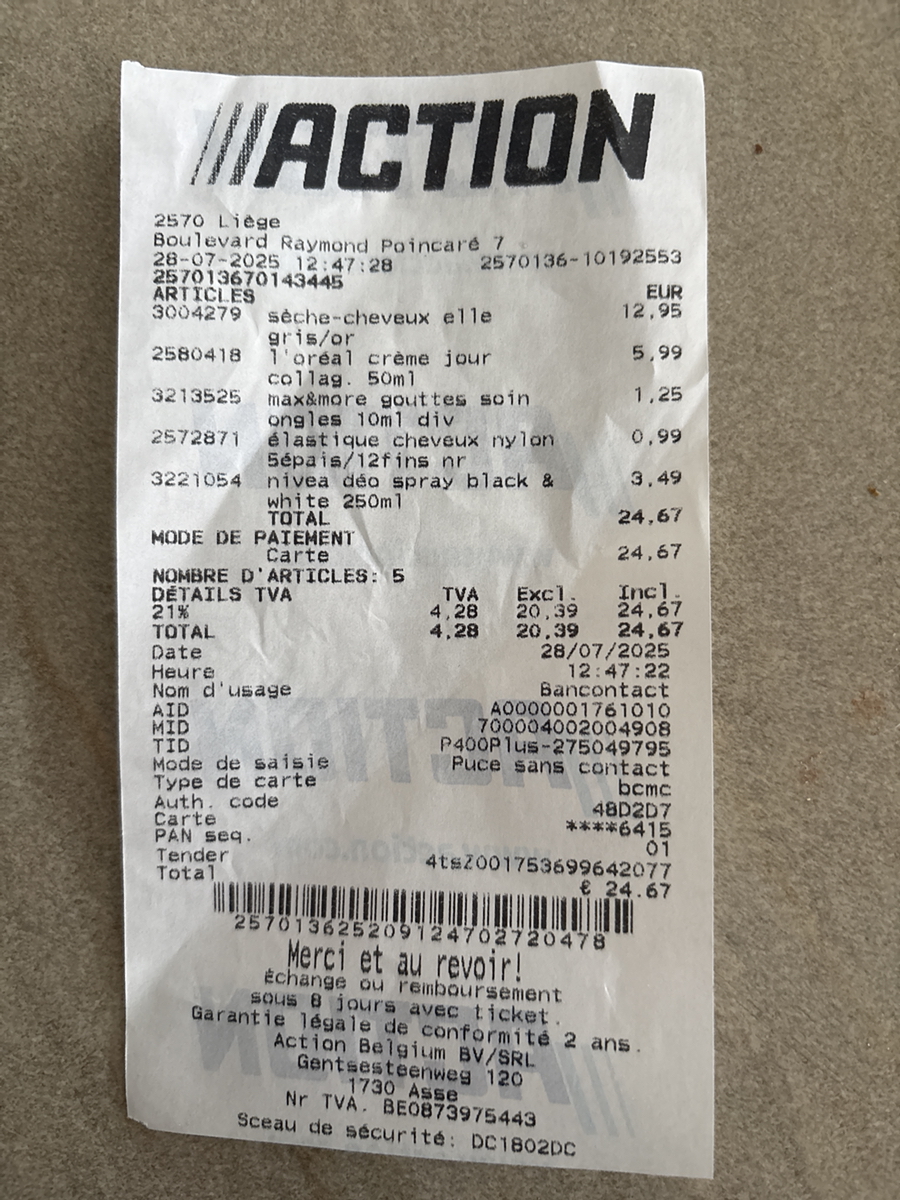 ///ACTION
2570 Liège
Boulevard Raymond Poincaré 7
28-07-2025 12:47:28 2570136-10192553
257013670143445
ARTICLES EUR
3004279 sèche-cheveux elle 12,95
gris/or
2580418 l'oréal crème jour 5,99
collag. 50ml
3213525 max&more gouttes soin 1,25
ongles 10ml div
2572871 élastique cheveux nylon 0,99
5épais/12fins nr
3221054 nivea déo spray black & 3,49
white 250ml
TOTAL 24,67
MODE DE PAIEMENT
Carte 24,67
NOMBRE D'ARTICLES: 5
DÉTAILS TVA TVA Excl. Incl.
21% 4,28 20,39 24,67
TOTAL 4,28 20,39 24,67
Date 28/07/2025
Heure 12:47:22
Nom d'usage Bancontact
AID A0000001761010
MID 700004002004908
TID P400Plus-275049795
Mode de saisie Puce sans contact
Type de carte bcmc
Auth. code 48D2D7
Carte ****6415
PAN seq. 01
Tender 4tsZ001753699642077
Total € 24.67
257013625209124702720478
Merci et au revoir!
Échange ou remboursement
sous 8 jours avec ticket.
Garantie légale de conformité 2 ans.
Action Belgium BV/SRL
Gentsesteenweg 120
1730 Asse
Nr TVA. BE0873975443
Sceau de sécurité: DC1802DC